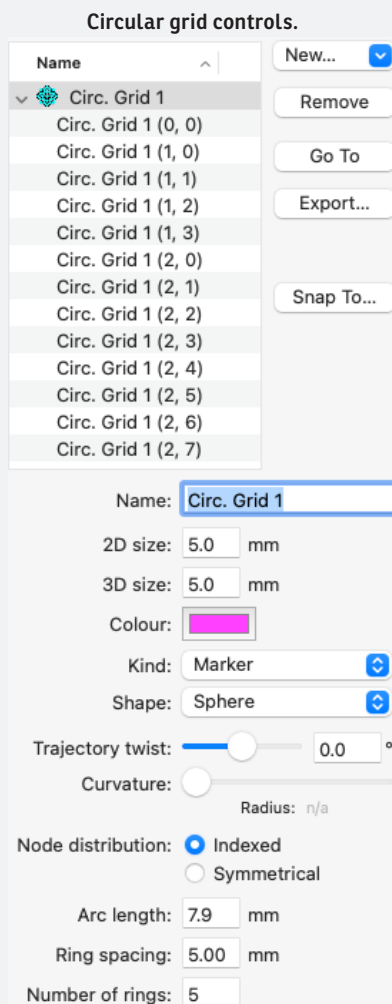 Circular grid controls.
Name
New...
Circ. Grid 1
Remove
Circ. Grid 1 (0, 0)
Circ. Grid 1 (1, 0)
Go To
Circ. Grid 1 (1, 1)
Circ. Grid 1 (1, 2)
Export...
Circ. Grid 1 (1, 3)
Circ. Grid 1 (2, 0)
Circ. Grid 1 (2, 1)
Snap To...
Circ. Grid 1 (2, 2)
Circ. Grid 1 (2, 3)
Circ. Grid 1 (2, 4)
Circ. Grid 1 (2, 5)
Circ. Grid 1 (2, 6)
Circ. Grid 1 (2, 7)
Name: Circ. Grid 1
2D size: 5.0 mm
3D size: 5.0 mm
Colour:
Kind: Marker
Shape: Sphere
Trajectory twist: 0.0 °
Curvature:
Radius: n/a
Node distribution: Indexed
Symmetrical
Arc length: 7.9 mm
Ring spacing: 5.00 mm
Number of rings: 5